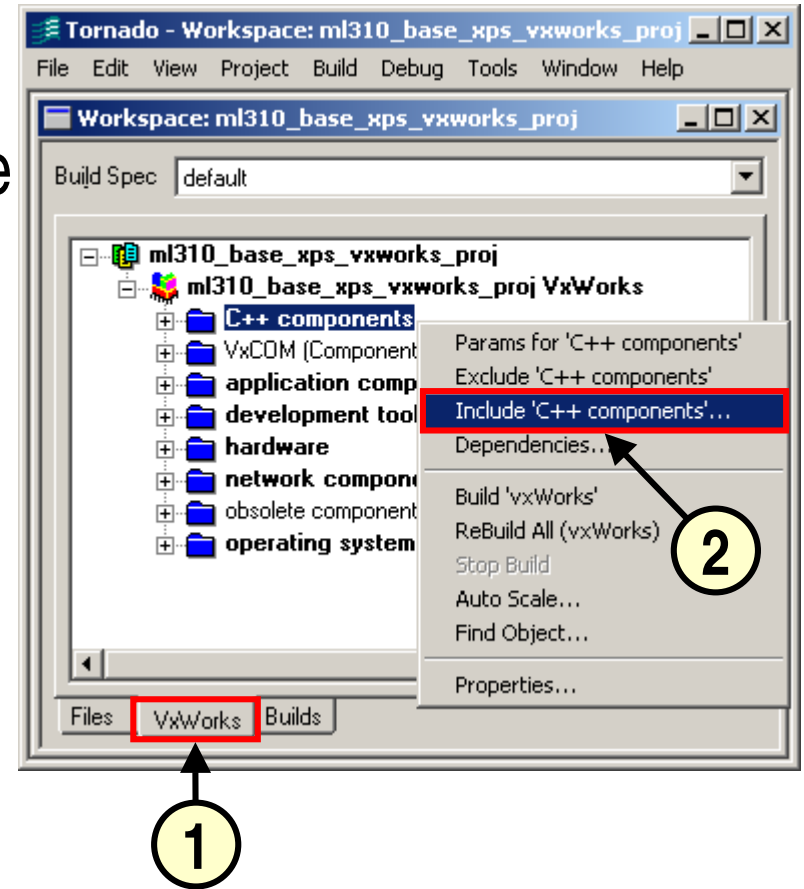 Tornado - Workspace: ml310_base_xps_vxworks_proj
File Edit View Project Build Debug Tools Window Help
Workspace: ml310_base_xps_vxworks_proj
e
Build Spec default
ml310_base_xps_vxworks_proj
ml310_base_xps_vxworks_proj VxWorks
C++ components
VxCOM (Component
application comp
development tool
hardware
network compone
obsolete component
operating system
Params for 'C++ components'
Exclude 'C++ components'
Include 'C++ components'...
Dependencies...
Build 'vxWorks'
ReBuild All (vxWorks)
Stop Build
Auto Scale...
Find Object...
Properties...
2
Files VxWorks Builds
1